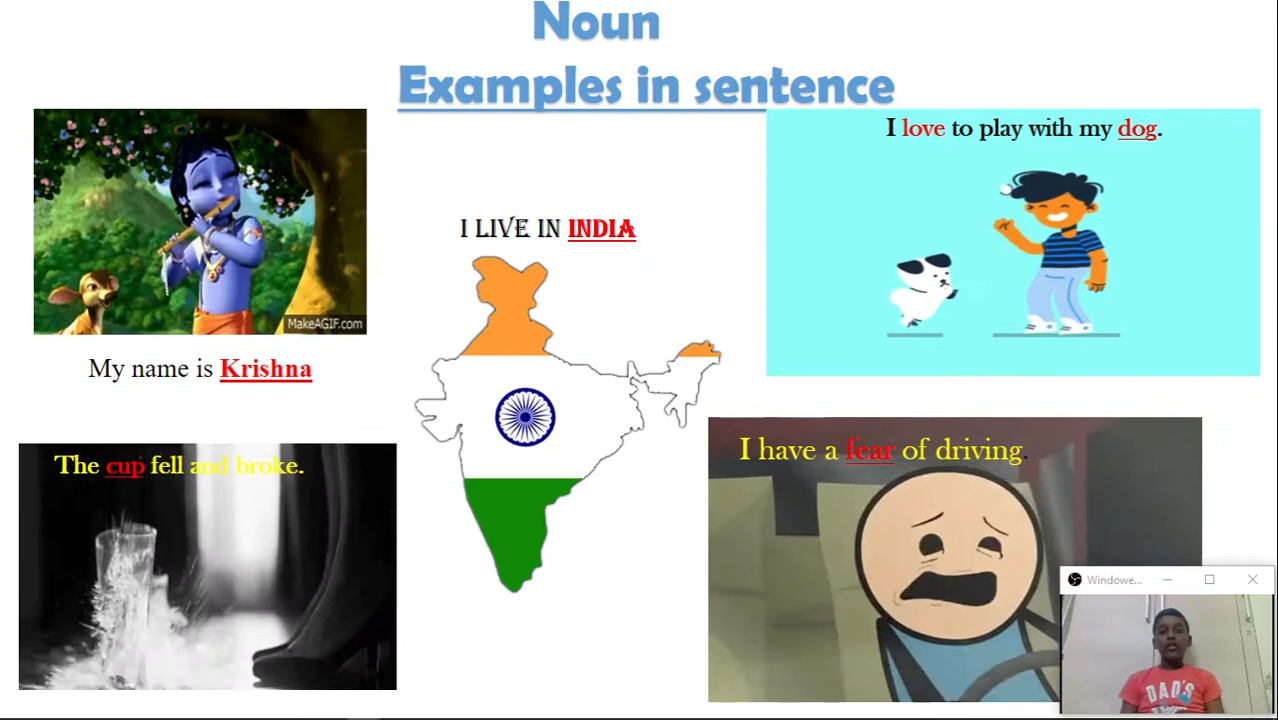 Noun
Examples in sentence
I love to play with my dog.
I LIVE IN INDIA
MakeAGIF.com
My name is Krishna
The cup fell and broke.
I have a fear of driving.
Windowe...
DAD'S